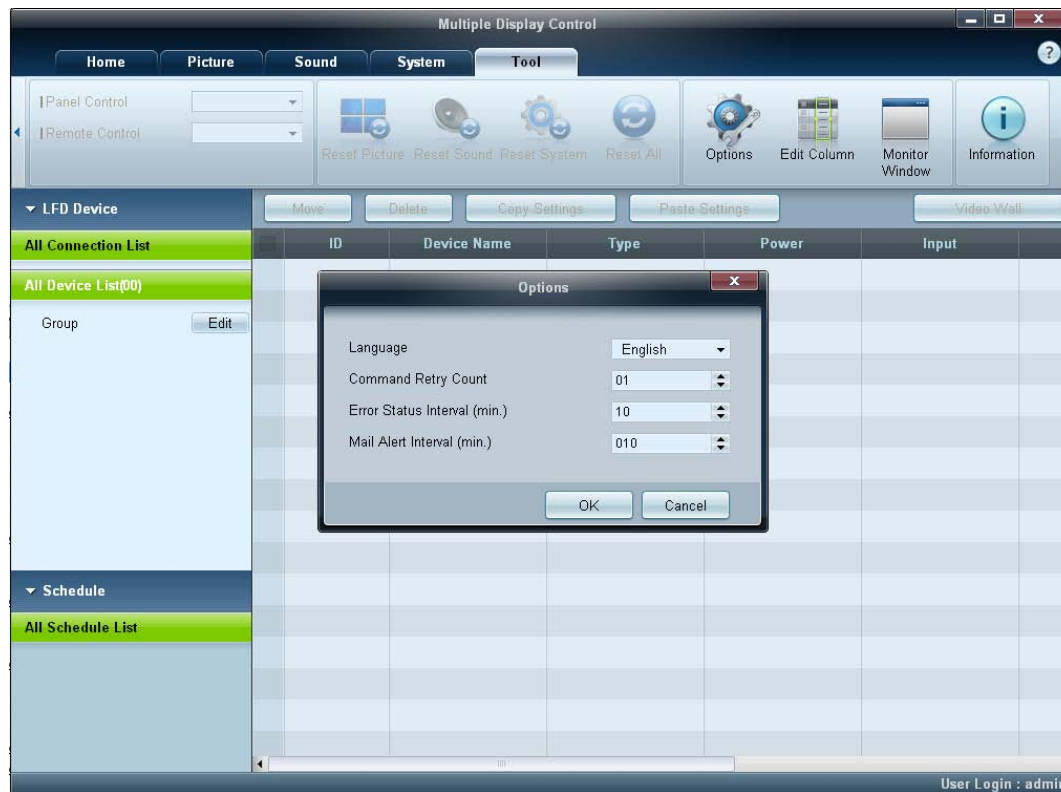 Multiple Display Control
Home Picture Sound System Tool
?
Panel Control
Remote Control
Reset Picture Reset Sound Reset System Reset All
Options Edit Column Monitor Window Information
LFD Device
Move Delete Copy Settings Paste Settings Video Wall
All Connection List
ID Device Name Type Power Input
All Device List(00)
Group Edit
Options
Language English
Command Retry Count 01
Error Status Interval (min.) 10
Mail Alert Interval (min.) 010
OK Cancel
Schedule
All Schedule List
User Login : admin